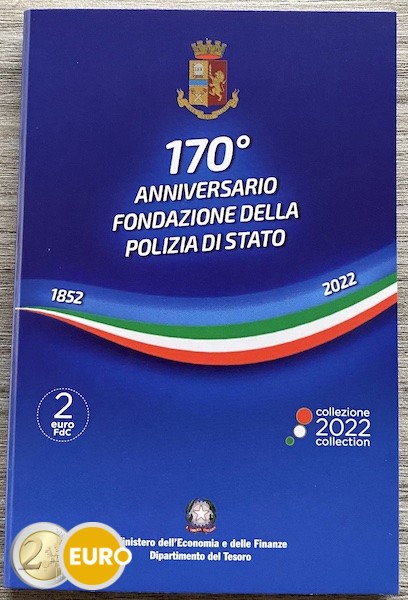 170°
ANNIVERSARIO
FONDAZIONE DELLA
POLIZIA DI STATO
1852
2022
2
euro
FdC
collezione
2022
collection
Ministero dell'Economia e delle Finanze
Dipartimento del Tesoro
2 EURO